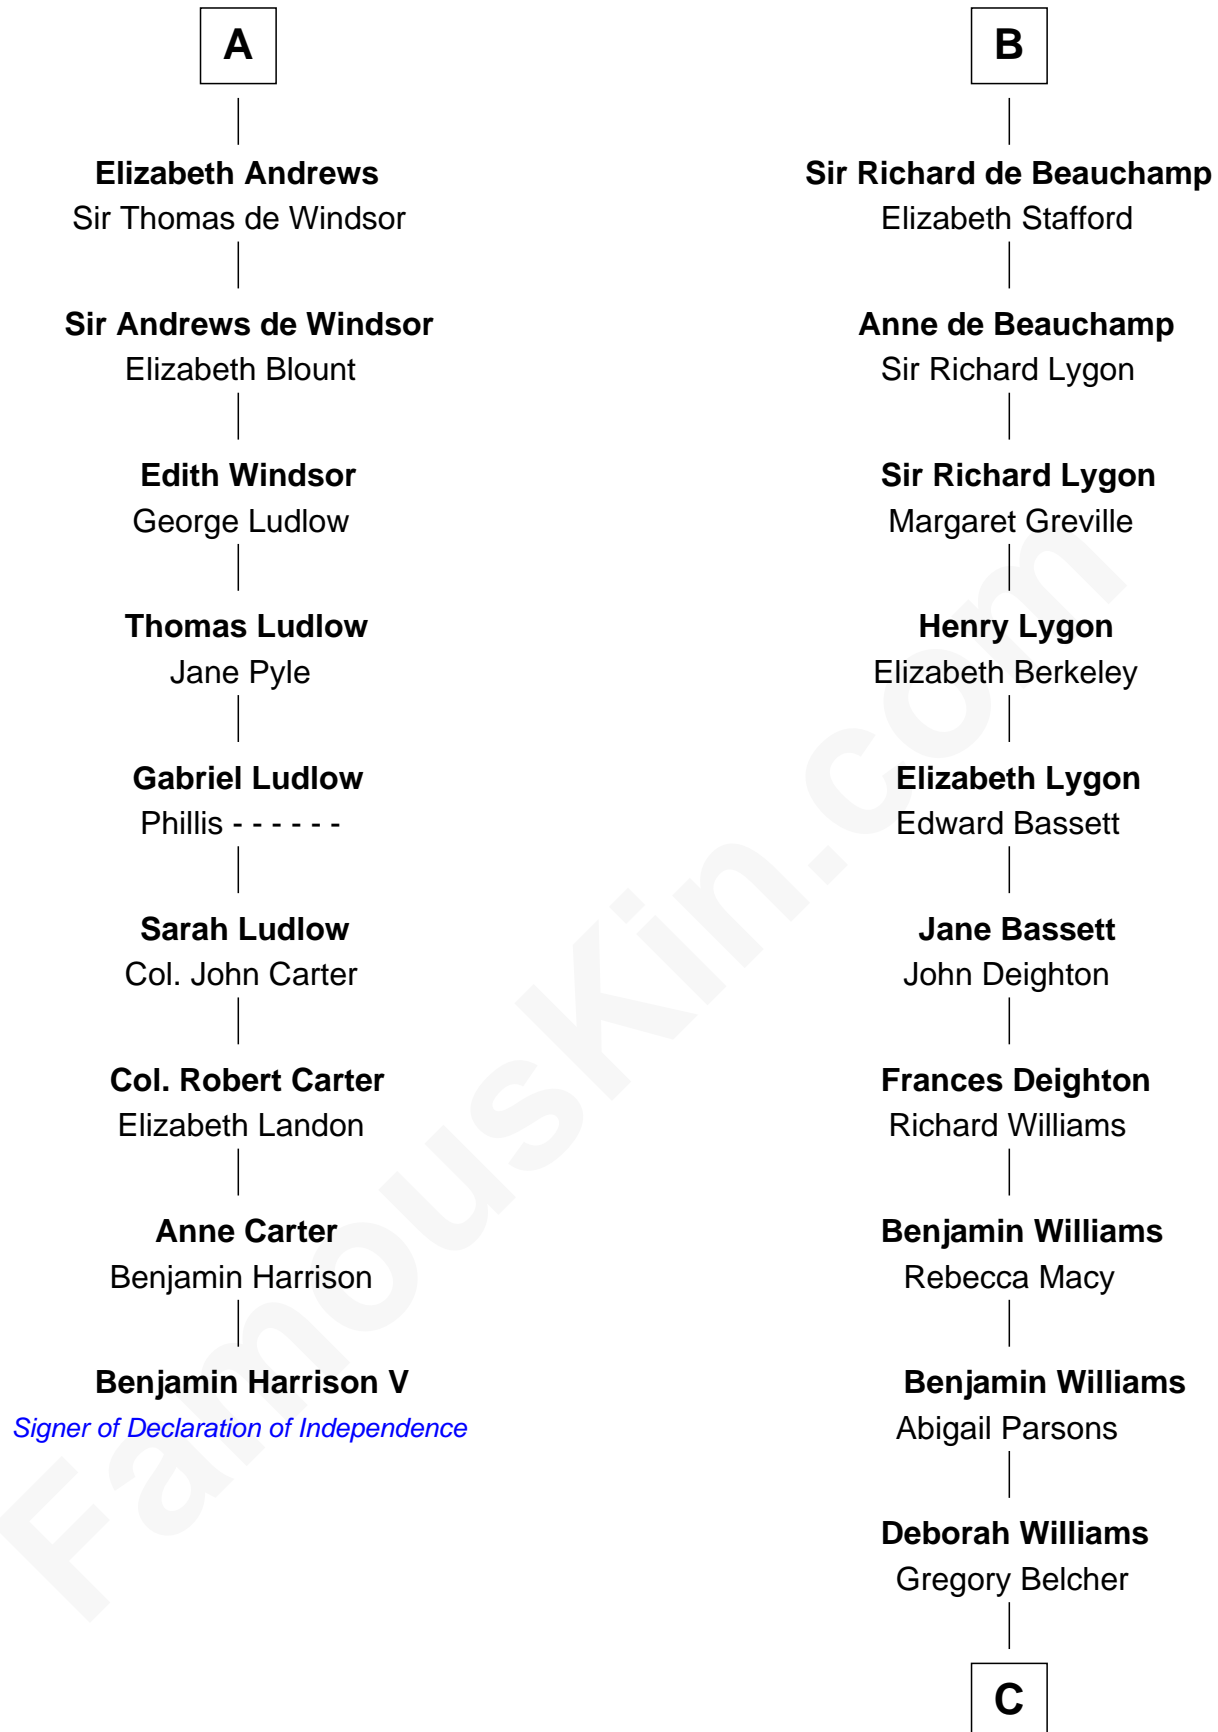 A
Elizabeth Andrews
Sir Thomas de Windsor
Sir Andrews de Windsor
Elizabeth Blount
Edith Windsor
George Ludlow
Thomas Ludlow
Jane Pyle
Gabriel Ludlow
Phillis - - - - - -
Sarah Ludlow
Col. John Carter
Col. Robert Carter
Elizabeth Landon
Anne Carter
Benjamin Harrison
Benjamin Harrison V
Signer of Declaration of Independence
B
Sir Richard de Beauchamp
Elizabeth Stafford
Anne de Beauchamp
Sir Richard Lygon
Sir Richard Lygon
Margaret Greville
Henry Lygon
Elizabeth Berkeley
Elizabeth Lygon
Edward Bassett
Jane Bassett
John Deighton
Frances Deighton
Richard Williams
Benjamin Williams
Rebecca Macy
Benjamin Williams
Abigail Parsons
Deborah Williams
Gregory Belcher
C
FamousKin.com